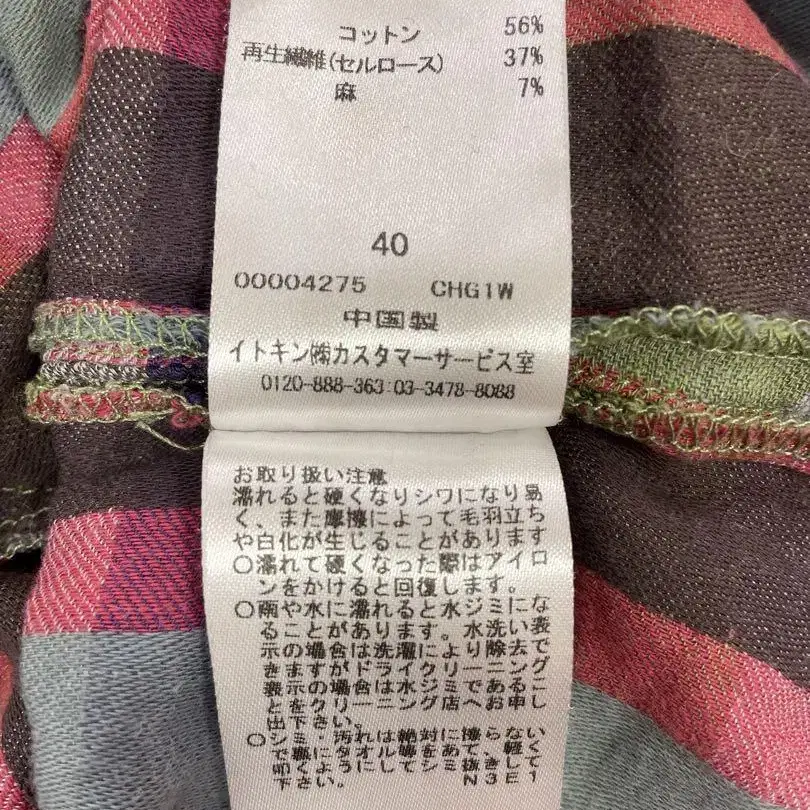 コットン 56%
再生繊維(セルロース) 37%
麻 7%
40
00004275 CHG1W
中国製
イトキン㈱カスタマーサービス室
0120-888-363:03-3478-8088
お取り扱い注意
濡れると硬くなりシワになり易
く、また摩擦によって毛羽立ち
や白化が生じることがあります
○濡れて硬くなった際はアイロ
ンをかけると回復します。
○雨や水に濡れると水ジミにな
ることがあります。水洗い表
示の場合は洗濯により除去で
きますがドライクリーニング
表示の場合は水ジミであるこ
とをクリーニング店へお申し
出下さい。
○シミ・汚れは絶対に擦らない
で軽くタオル等をあて、軽くして
叩くようにしてシミ抜き
下さい。 N3E1